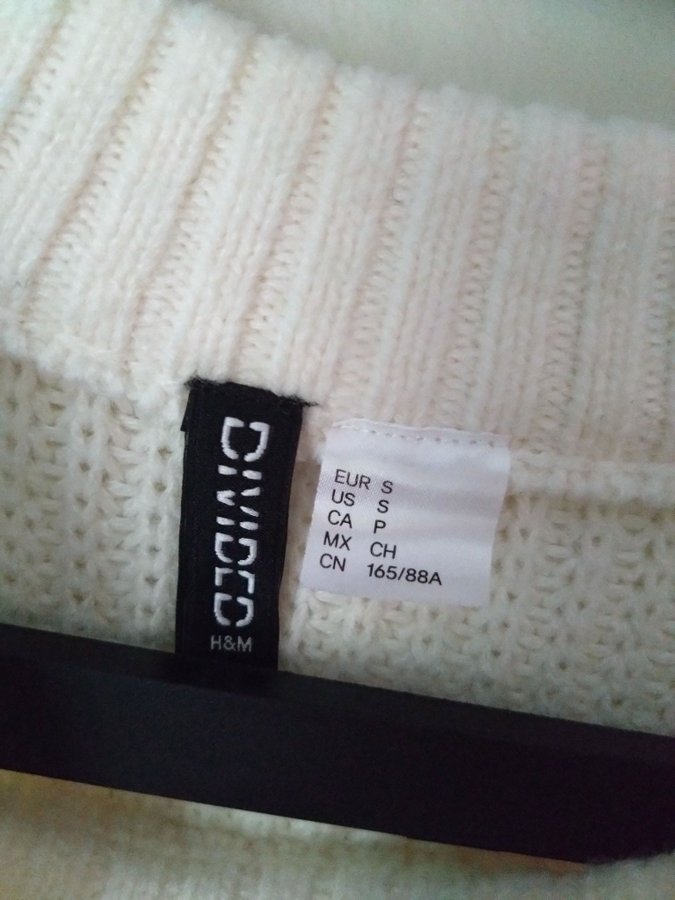 DIVIDED
H&M
EUR S
US S
CA P
MX CH
CN 165/88A